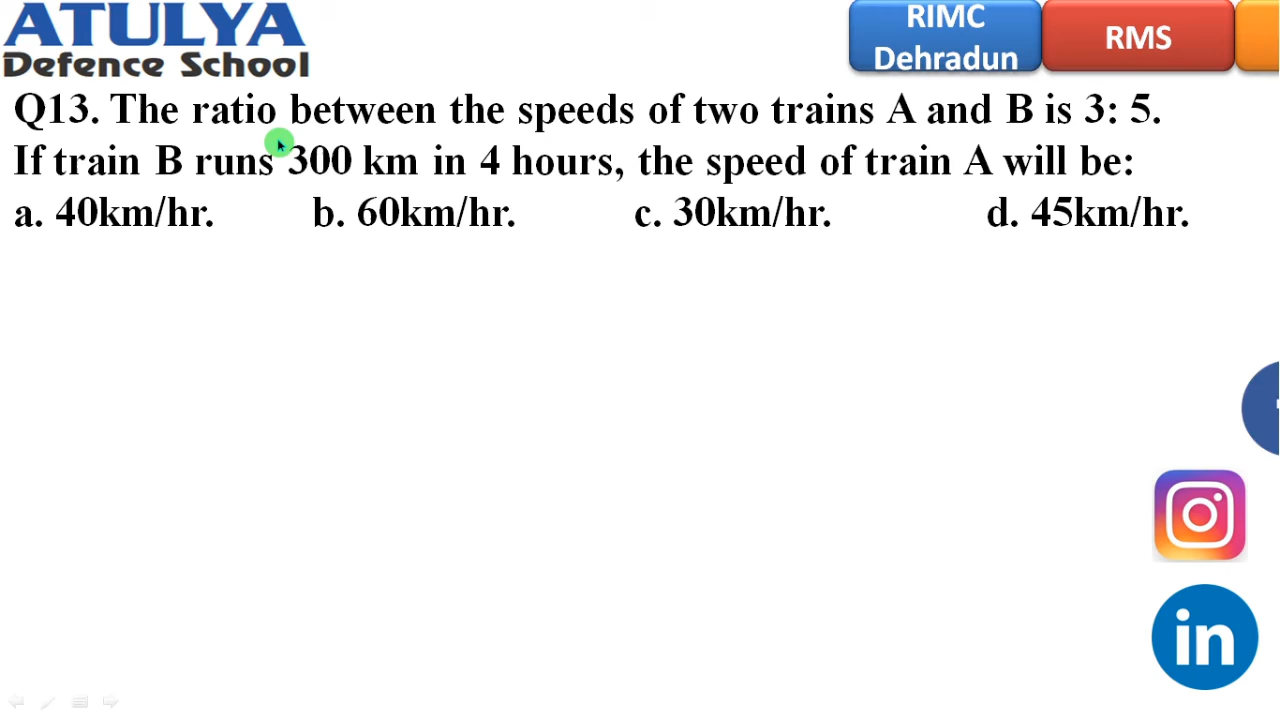 ATULYA
Defence School
RIMC
Dehradun
RMS
Q13. The ratio between the speeds of two trains A and B is 3: 5.
If train B runs 300 km in 4 hours, the speed of train A will be:
a. 40km/hr. b. 60km/hr. c. 30km/hr. d. 45km/hr.
in